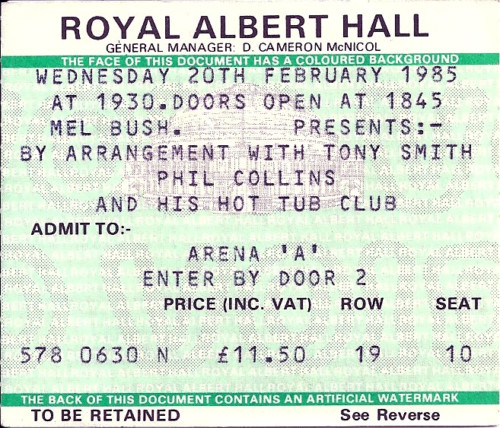 ROYAL ALBERT HALL
GENERAL MANAGER: D. CAMERON McNICOL
THE FACE OF THIS DOCUMENT HAS A COLOURED BACKGROUND
WEDNESDAY 20TH FEBRUARY 1985
AT 1930.DOORS OPEN AT 1845
MEL BUSH. PRESENTS:-
BY ARRANGEMENT WITH TONY SMITH
PHIL COLLINS
AND HIS HOT TUB CLUB
ADMIT TO:-
ARENA 'A'
ENTER BY DOOR 2
PRICE (INC. VAT) ROW SEAT
578 0630 N £11.50 19 10
THE BACK OF THIS DOCUMENT CONTAINS AN ARTIFICIAL WATERMARK
TO BE RETAINED See Reverse